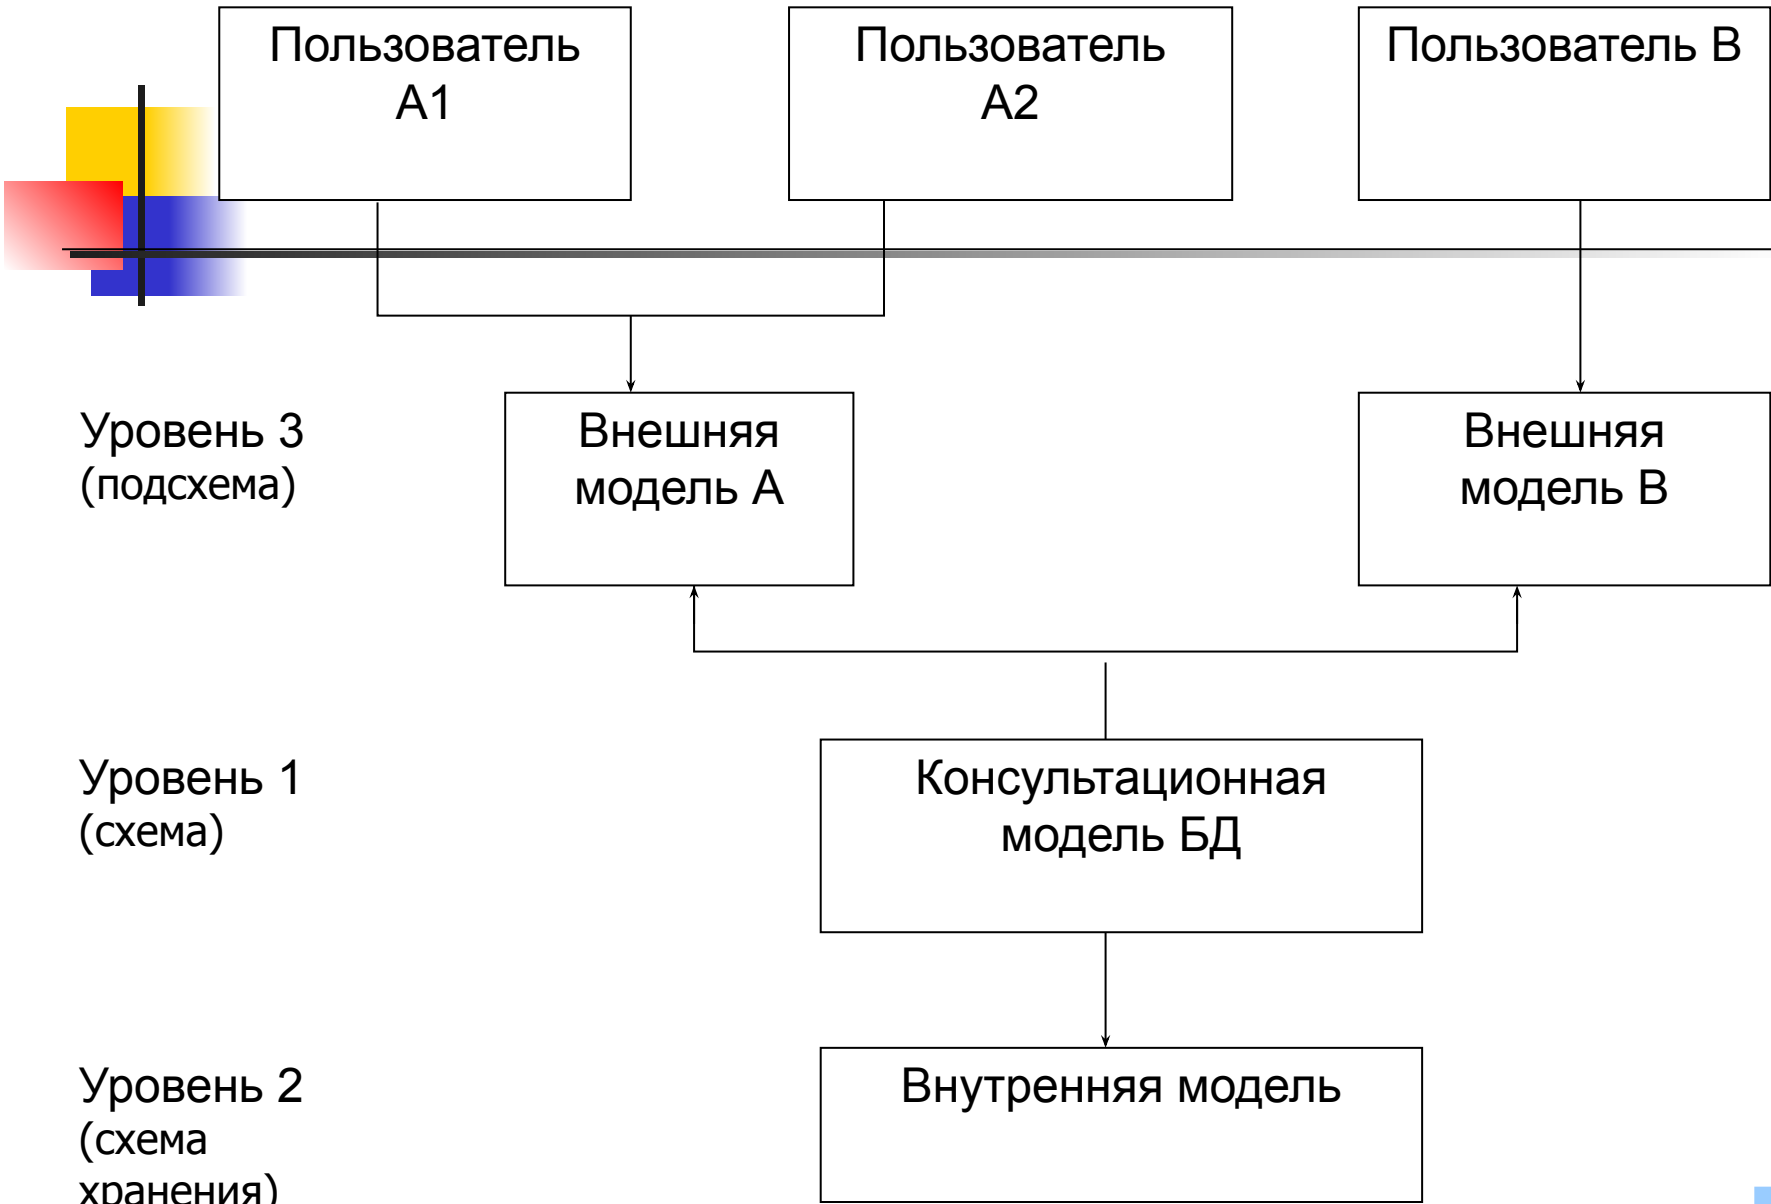 Пользователь
А1
Пользователь
А2
Пользователь В
Уровень 3
(подсхема)
Внешняя
модель А
Внешняя
модель В
Уровень 1
(схема)
Консультационная
модель БД
Уровень 2
(схема
хранения)
Внутренняя модель